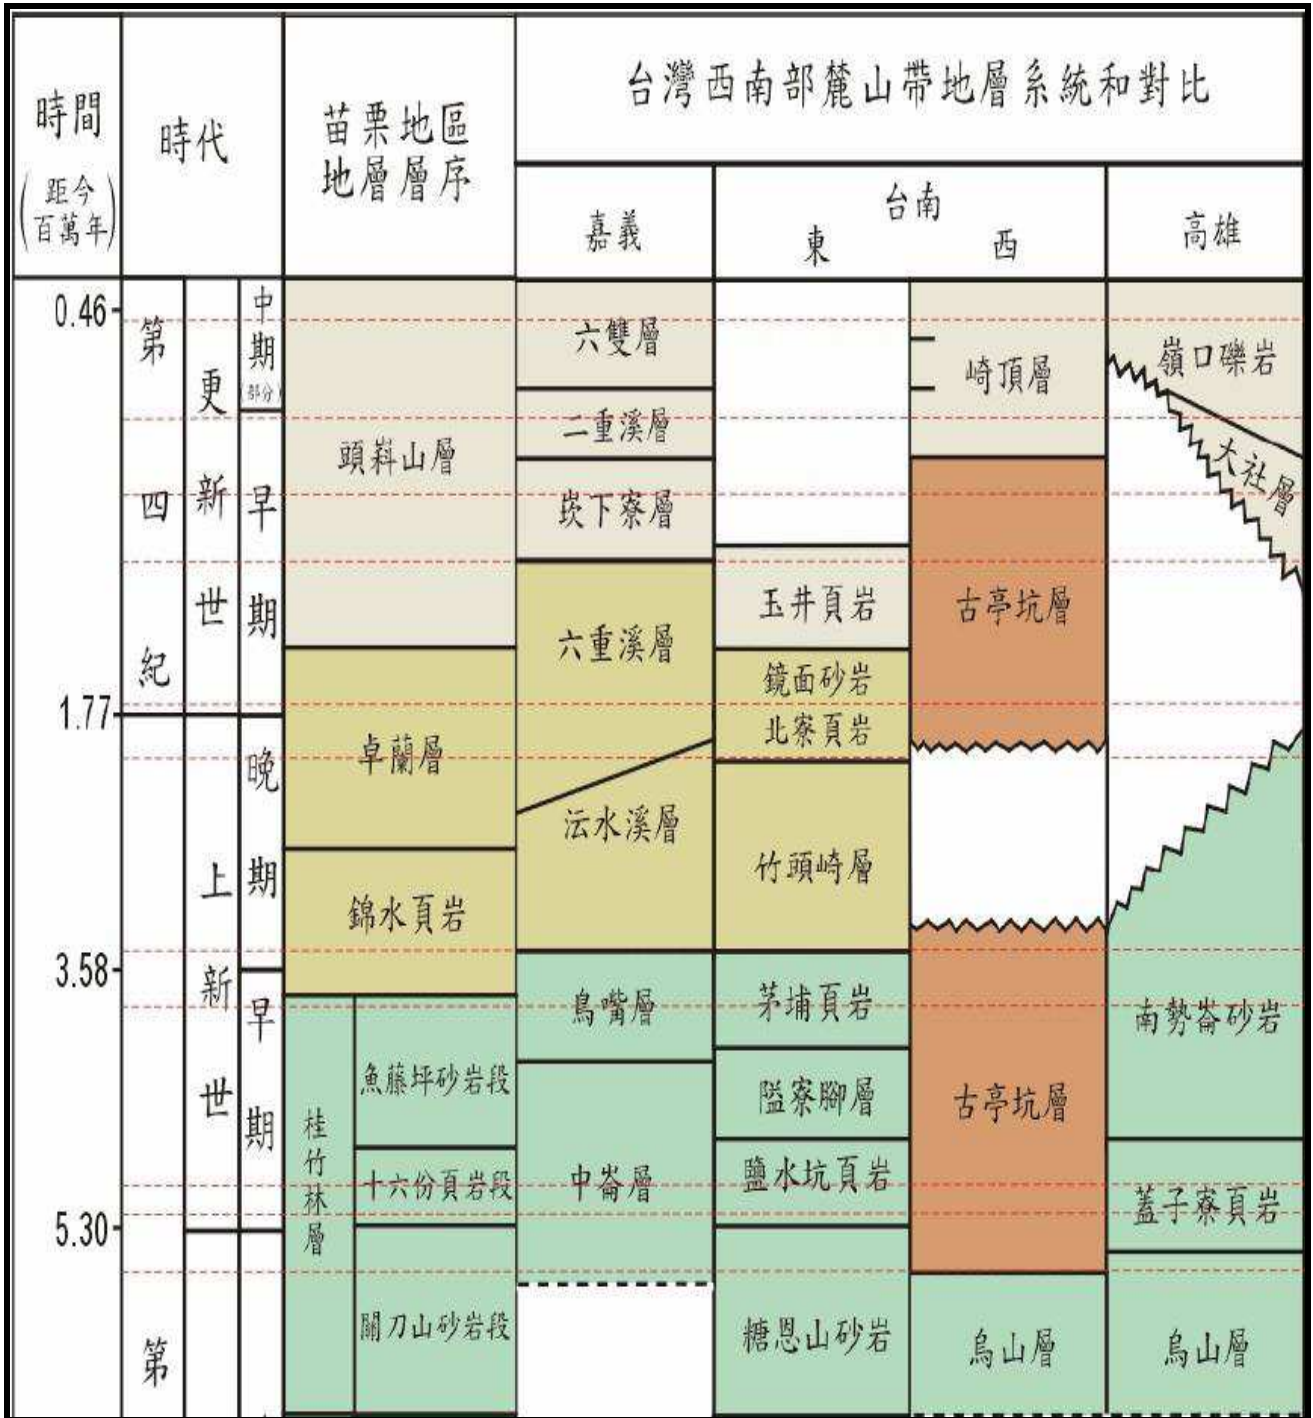 時間
(距今
百萬年)
時代
苗栗地區
地層層序
台灣西南部麓山帶地層系統和對比
嘉義
台南
東
西
高雄
0.46
1.77
3.58
5.30
第四紀
第
更新世
上新世
中期
(部分)
早期
晚期
早期
頭嵙山層
卓蘭層
錦水頁岩
桂竹林層
魚藤坪砂岩段
十六份頁岩段
關刀山砂岩段
六雙層
二重溪層
崁下寮層
六重溪層
沄水溪層
鳥嘴層
中崙層
玉井頁岩
鏡面砂岩
北寮頁岩
竹頭崎層
茅埔頁岩
隘寮腳層
鹽水坑頁岩
糖恩山砂岩
崎頂層
古亭坑層
古亭坑層
烏山層
嶺口礫岩
大社層
南勢崙砂岩
蓋子寮頁岩
烏山層